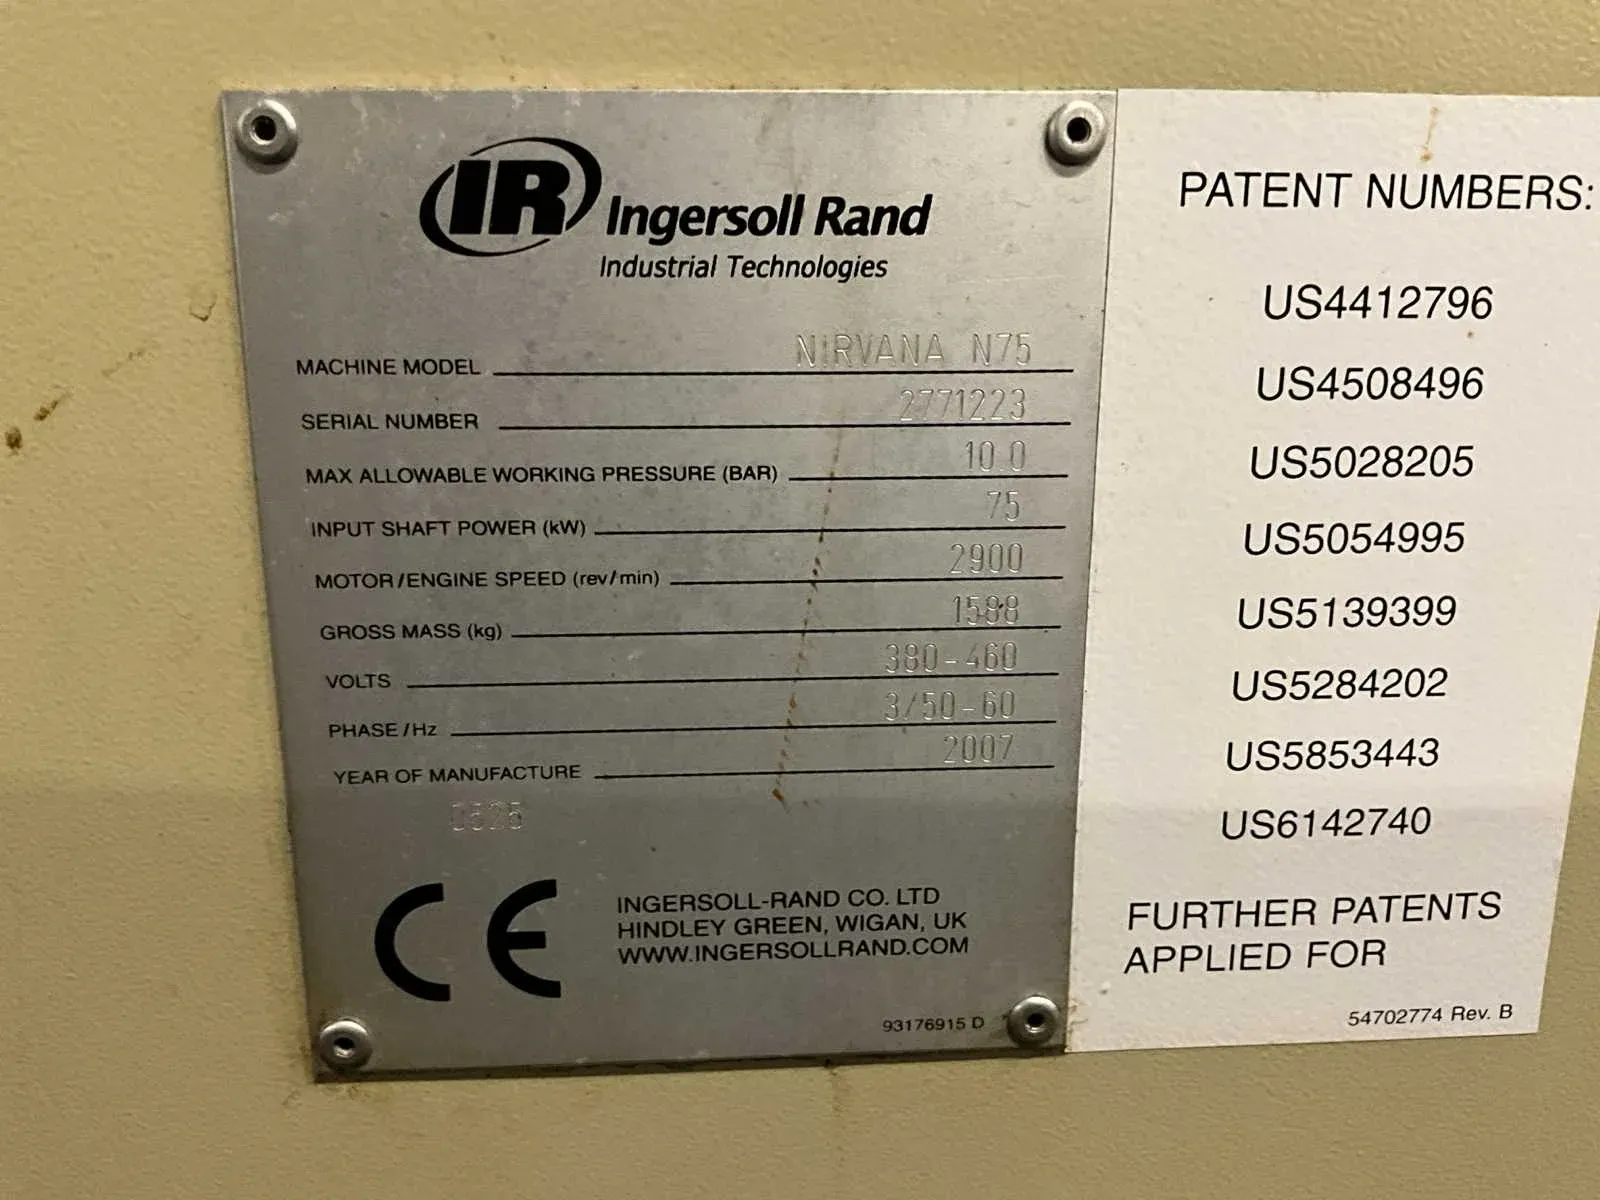 IR Ingersoll Rand
Industrial Technologies
MACHINE MODEL NIRVANA N75
SERIAL NUMBER 2771223
MAX ALLOWABLE WORKING PRESSURE (BAR) 10.0
INPUT SHAFT POWER (kW) 75
MOTOR/ENGINE SPEED (rev/min) 2900
GROSS MASS (kg) 1588
VOLTS 380-460
PHASE/Hz 3/50-60
YEAR OF MANUFACTURE 2007
0525
CE
INGERSOLL-RAND CO. LTD
HINDLEY GREEN, WIGAN, UK
WWW.INGERSOLLRAND.COM
93176915 D
PATENT NUMBERS:
US4412796
US4508496
US5028205
US5054995
US5139399
US5284202
US5853443
US6142740
FURTHER PATENTS
APPLIED FOR
54702774 Rev. B